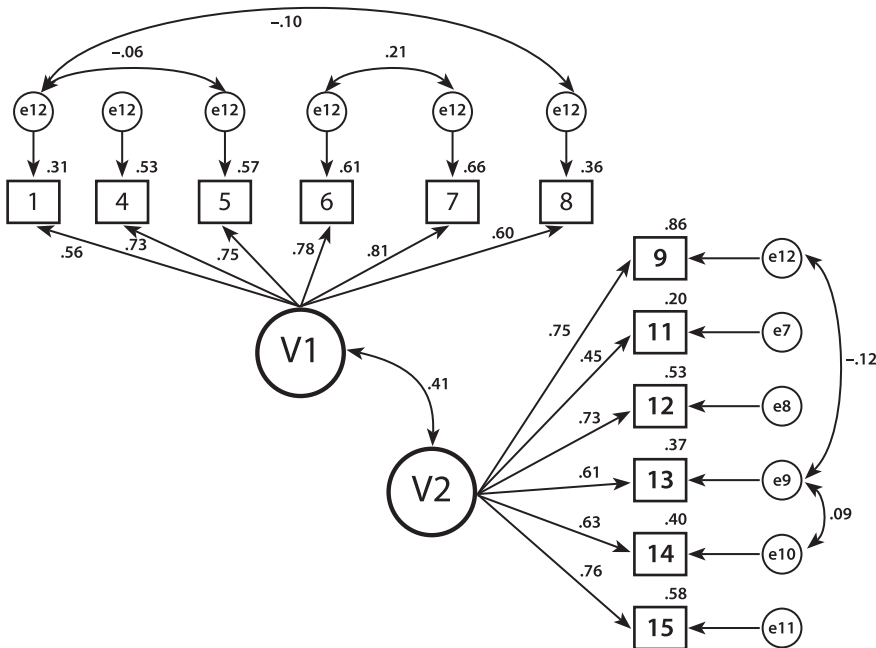 –.10
–.06 .21
e12 e12 e12 e12 e12 e12
.31 .53 .57 .61 .66 .36
1 4 5 6 7 8
.56 .73 .75 .78 .81 .60
.86
9 e12
.75
.20
V1 11 e7
.45
–.12
.41
.53
12 e8
.73
.37
V2 .61 13 e9
.09
.63
.40
14 e10
.76
.58
15 e11